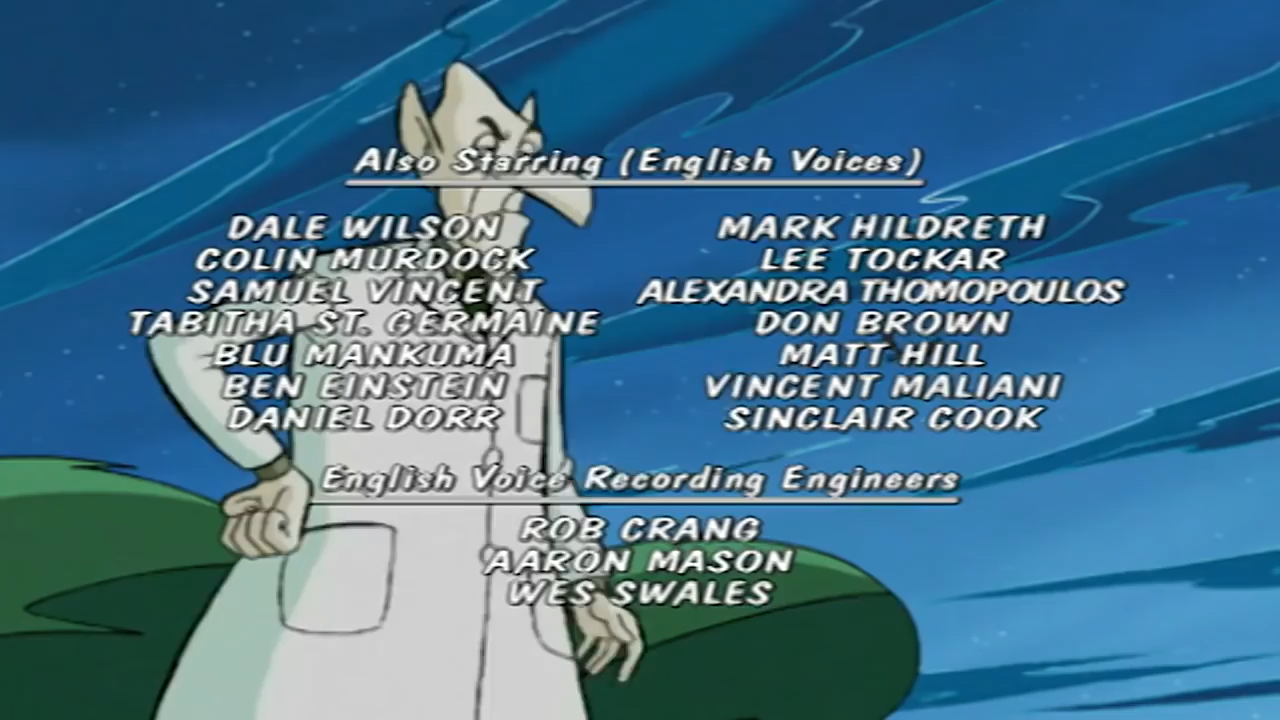 Also Starring (English Voices)
DALE WILSON
COLIN MURDOCK
SAMUEL VINCENT
TABITHA ST. GERMAINE
BLU MANKUMA
BEN EINSTEIN
DANIEL DORR
MARK HILDRETH
LEE TOCKAR
ALEXANDRA THOMOPOULOS
DON BROWN
MATT HILL
VINCENT MALIANI
SINCLAIR COOK
English Voice Recording Engineers
ROB CRANG
AARON MASON
WES SWALES